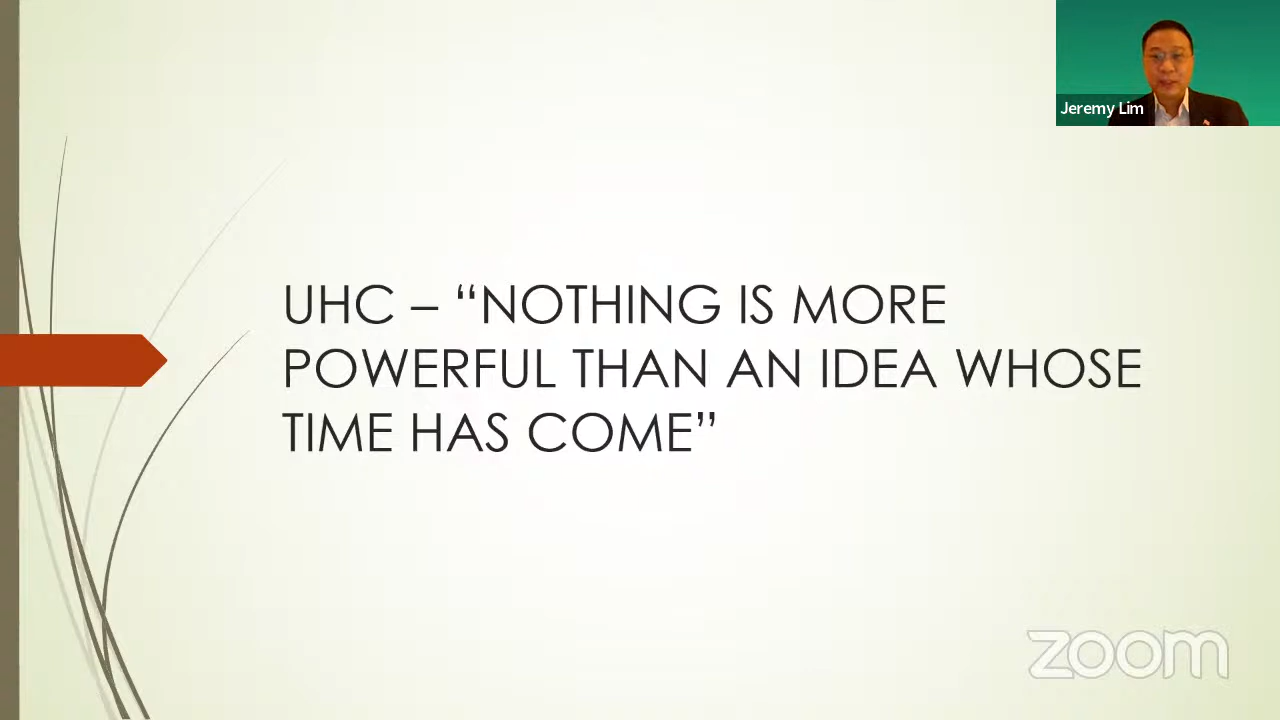 Jeremy Lim
UHC – “NOTHING IS MORE
POWERFUL THAN AN IDEA WHOSE
TIME HAS COME”
zoom